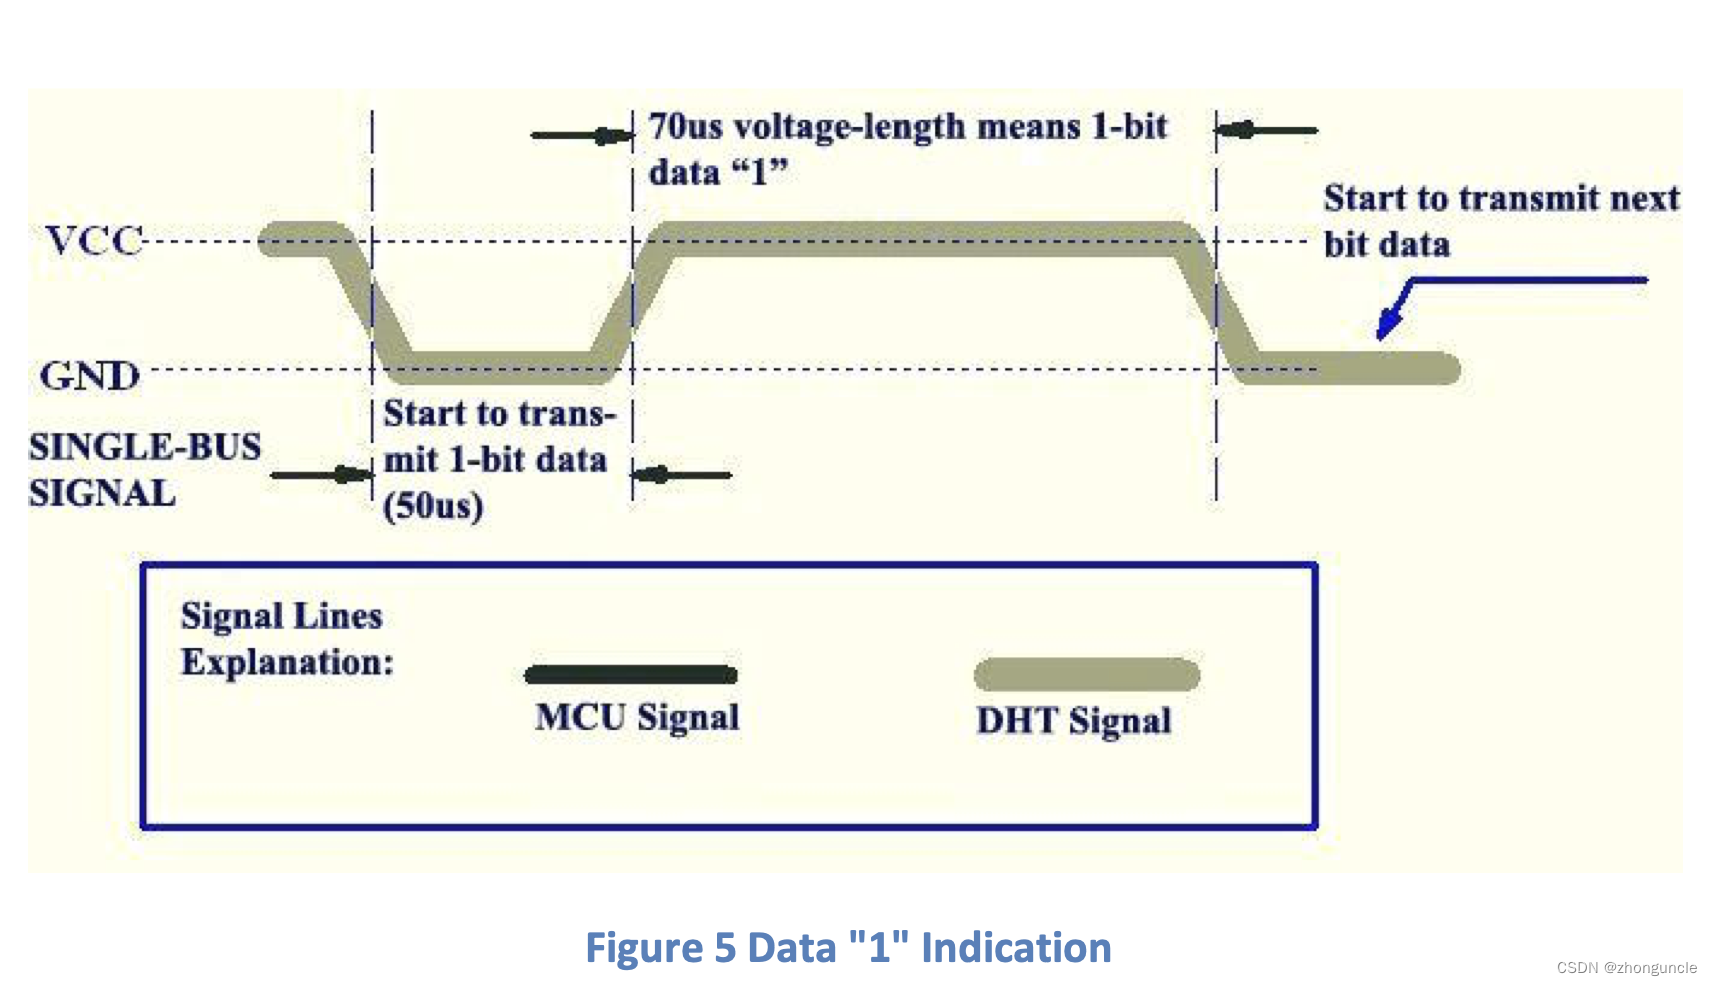 70us voltage-length means 1-bit
data “1”
Start to transmit next
bit data
VCC
GND
Start to trans-
mit 1-bit data
(50us)
SINGLE-BUS
SIGNAL
Signal Lines
Explanation:
MCU Signal
DHT Signal
Figure 5 Data "1" Indication
CSDN @zhonguncle